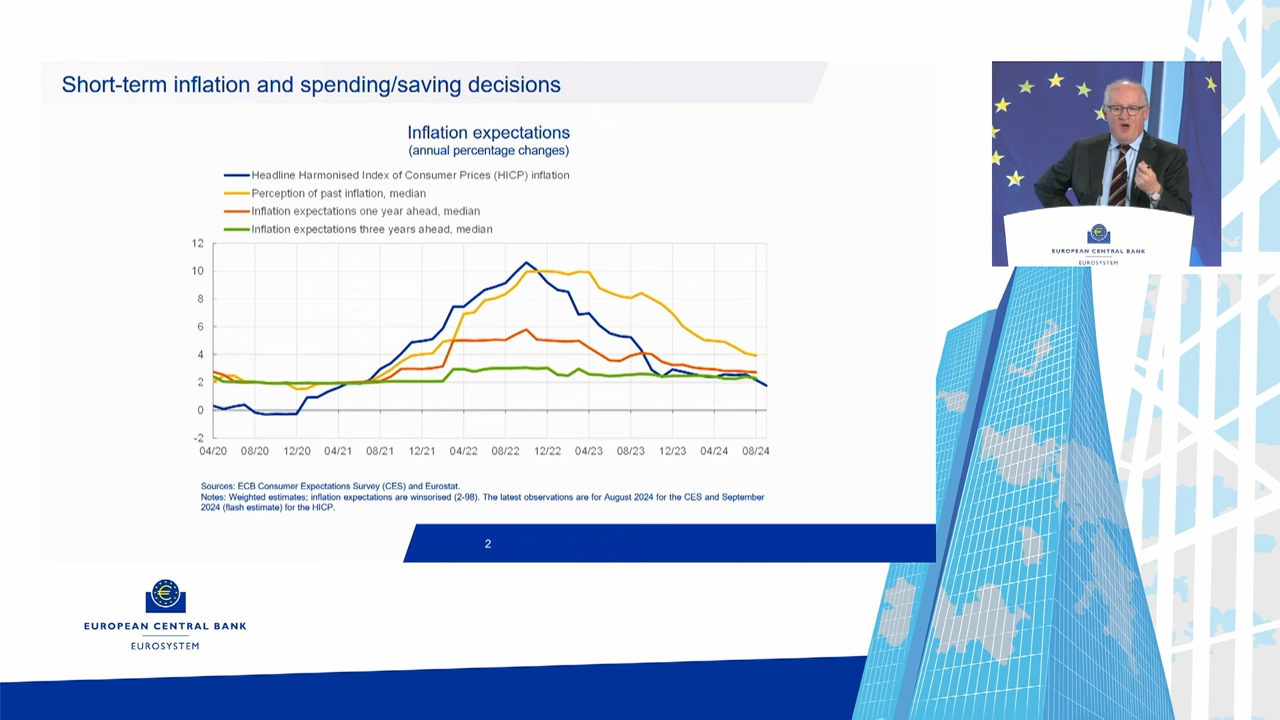 Short-term inflation and spending/saving decisions
Inflation expectations
(annual percentage changes)
Headline Harmonised Index of Consumer Prices (HICP) inflation
Perception of past inflation, median
Inflation expectations one year ahead, median
Inflation expectations three years ahead, median
12
10
8
6
4
2
0
-2
04/20 08/20 12/20 04/21 08/21 12/21 04/22 08/22 12/22 04/23 08/23 12/23 04/24 08/24
Sources: ECB Consumer Expectations Survey (CES) and Eurostat.
Notes: Weighted estimates; inflation expectations are winsorised (2-98). The latest observations are for August 2024 for the CES and September
2024 (flash estimate) for the HICP.
2
EUROPEAN CENTRAL BANK
EUROSYSTEM
EUROPEAN CENTRAL BANK
EUROSYSTEM